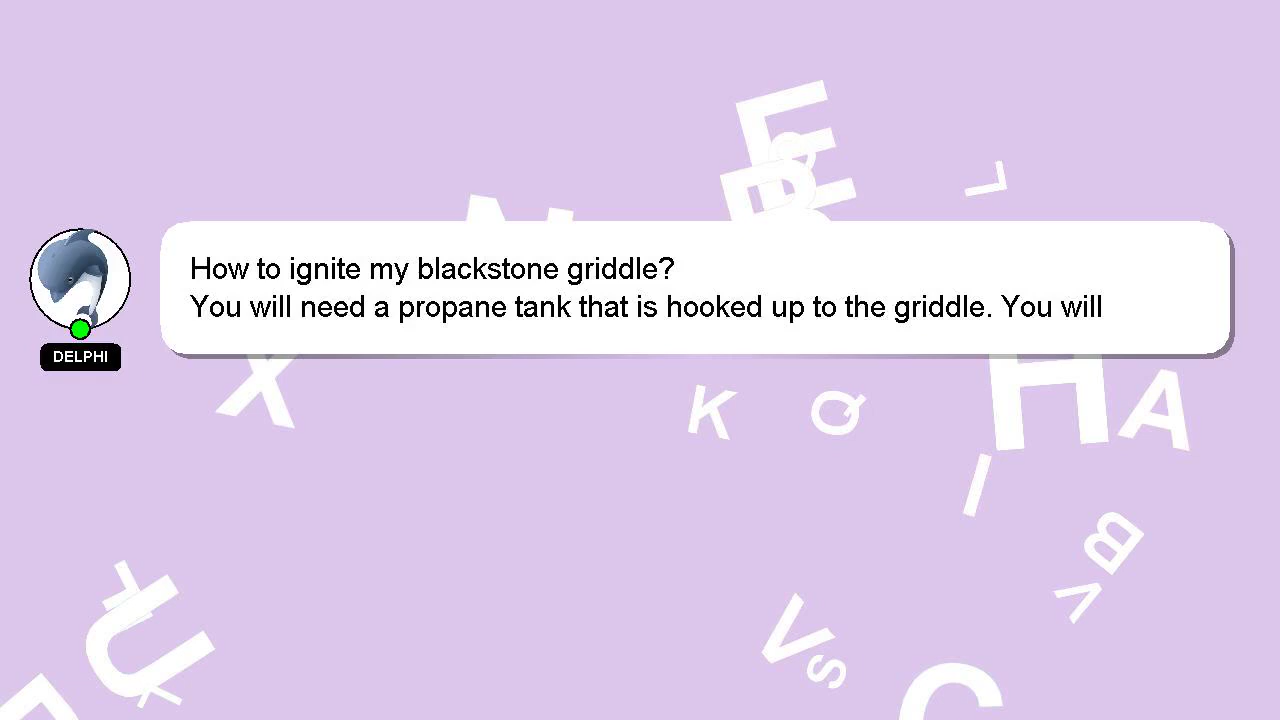 E
R
L
N
How to ignite my blackstone griddle?
You will need a propane tank that is hooked up to the griddle. You will
DELPHI
X
K
Q
H
A
I
B
V
U
V
S
C